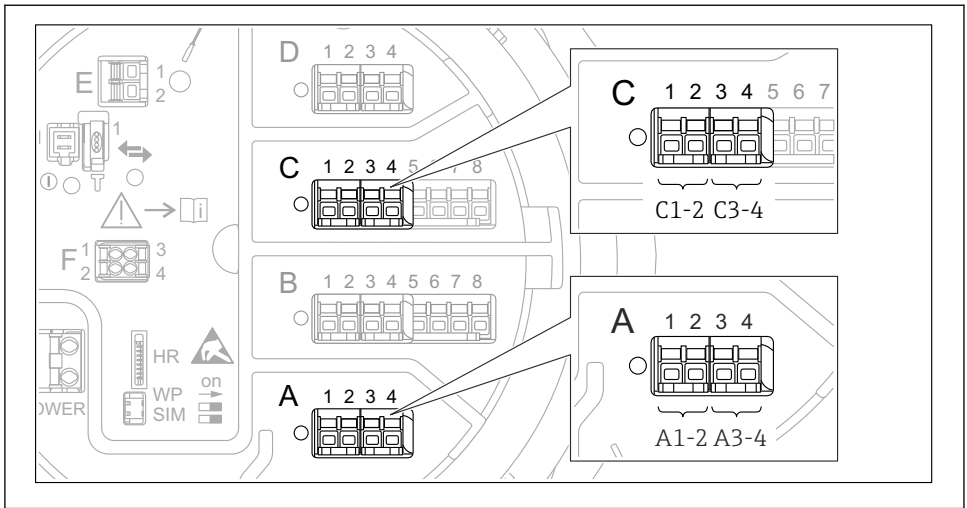 D 1 2 3 4
E 1
2
1
C 1 2 3 4 5 6 7 8
F 1 2 3 4
B 1 2 3 4 5 6 7 8
HR
WP
SIM
on
OWER
A 1 2 3 4
C 1 2 3 4 5 6 7
C1-2 C3-4
A 1 2 3 4
A1-2 A3-4